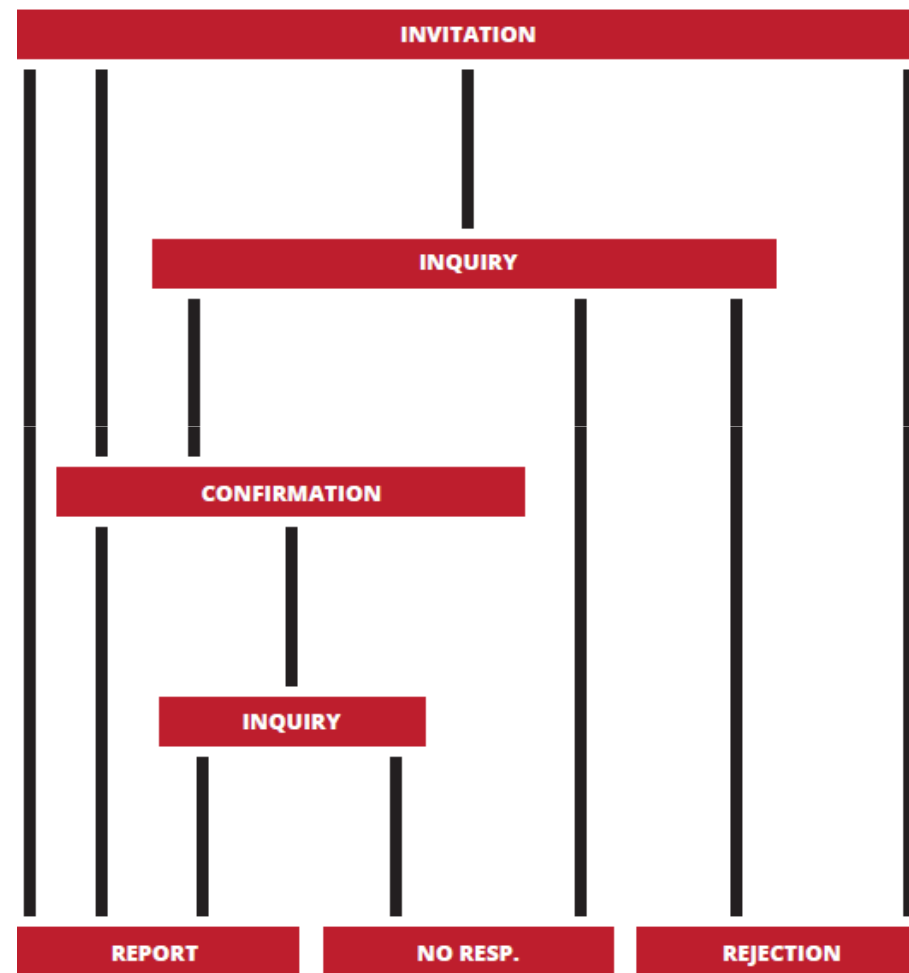 INVITATION
INQUIRY
CONFIRMATION
INQUIRY
REPORT
NO RESP.
REJECTION